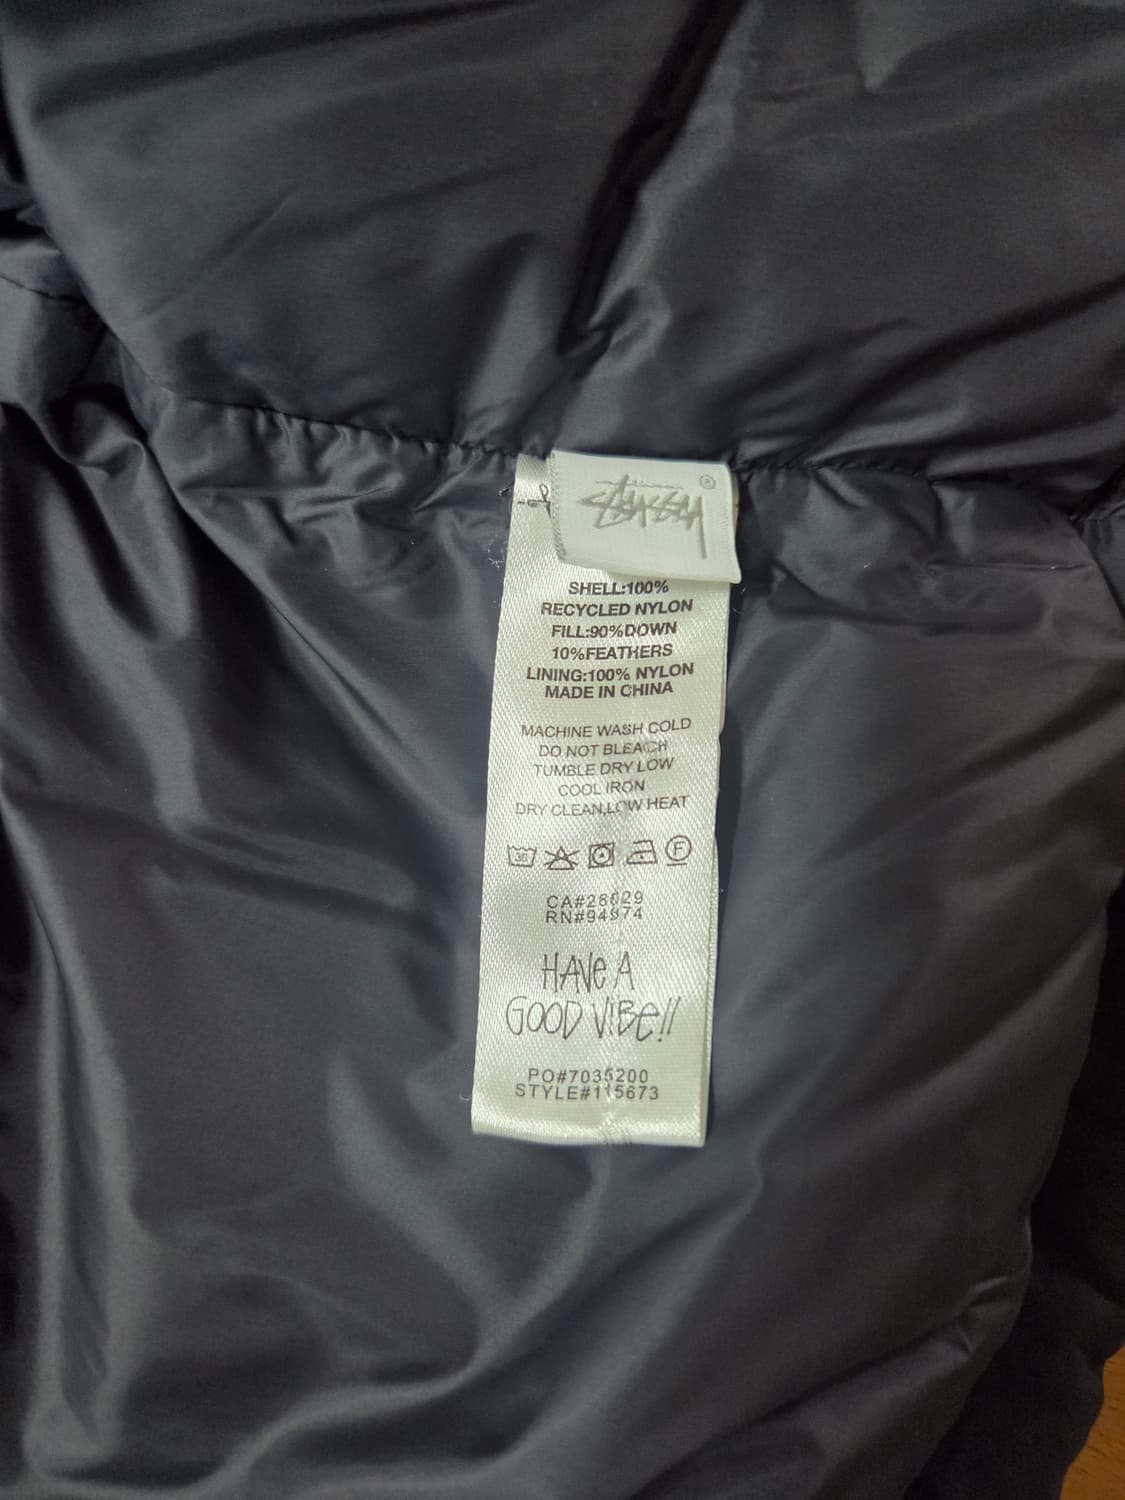 STÜSSY ®
SHELL:100%
RECYCLED NYLON
FILL:90%DOWN
10%FEATHERS
LINING:100% NYLON
MADE IN CHINA
MACHINE WASH COLD
DO NOT BLEACH
TUMBLE DRY LOW
COOL IRON
DRY CLEAN,LOW HEAT
30 F
CA#28029
RN#94974
HAVE A
GOOD VIBE!!
PO#7035200
STYLE#115673